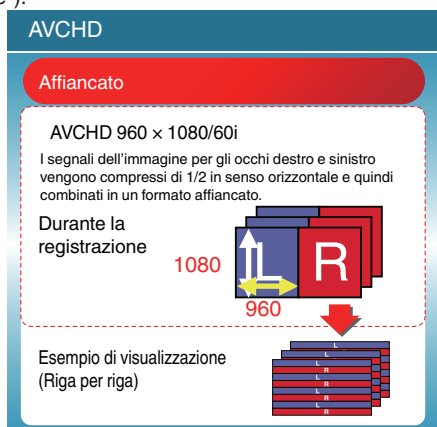 AVCHD
Affiancato
AVCHD 960 × 1080/60i
I segnali dell'immagine per gli occhi destro e sinistro
vengono compressi di 1/2 in senso orizzontale e quindi
combinati in un formato affiancato.
Durante la
registrazione
1080
L R
960
Esempio di visualizzazione
(Riga per riga)
L
L
L
R
L
R
L
R
L
R